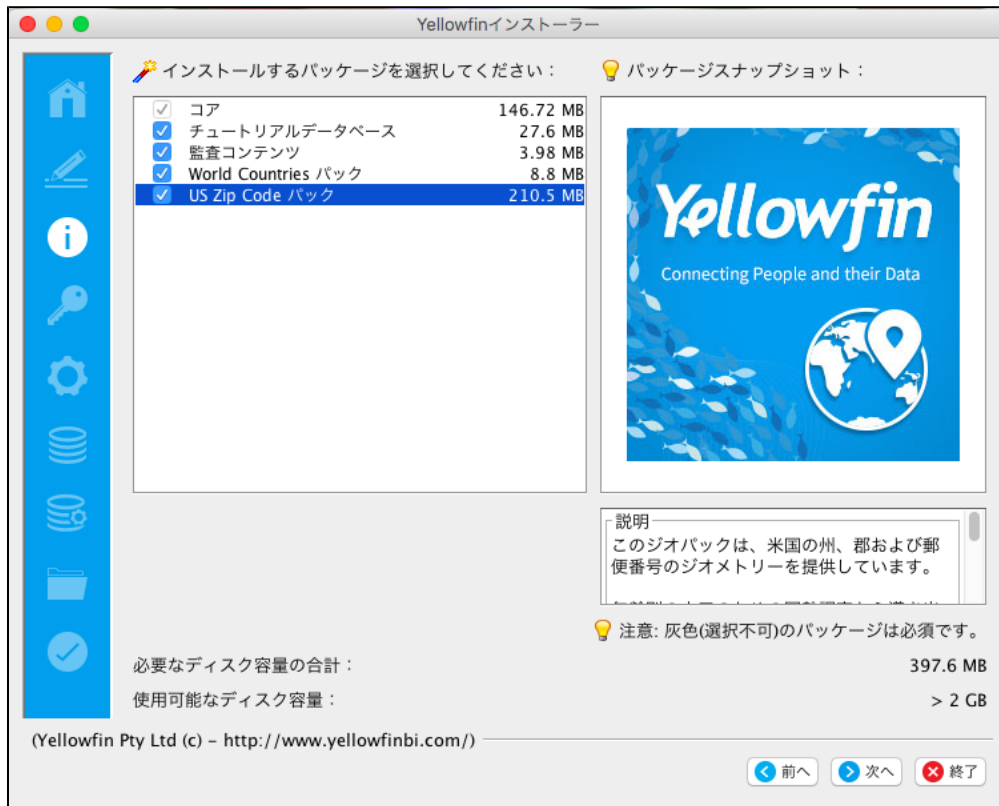 Yellowfinインストーラー
インストールするパッケージを選択してください：
パッケージスナップショット：
コア 146.72 MB
チュートリアルデータベース 27.6 MB
監査コンテンツ 3.98 MB
World Countries パック 8.8 MB
US Zip Code パック 210.5 MB
Yellowfin
Connecting People and their Data
説明
このジオパックは、米国の州、郡および郵
便番号のジオメトリーを提供しています。
注意: 灰色(選択不可)のパッケージは必須です。
必要なディスク容量の合計： 397.6 MB
使用可能なディスク容量： > 2 GB
(Yellowfin Pty Ltd (c) – http://www.yellowfinbi.com/)
前へ 次へ 終了